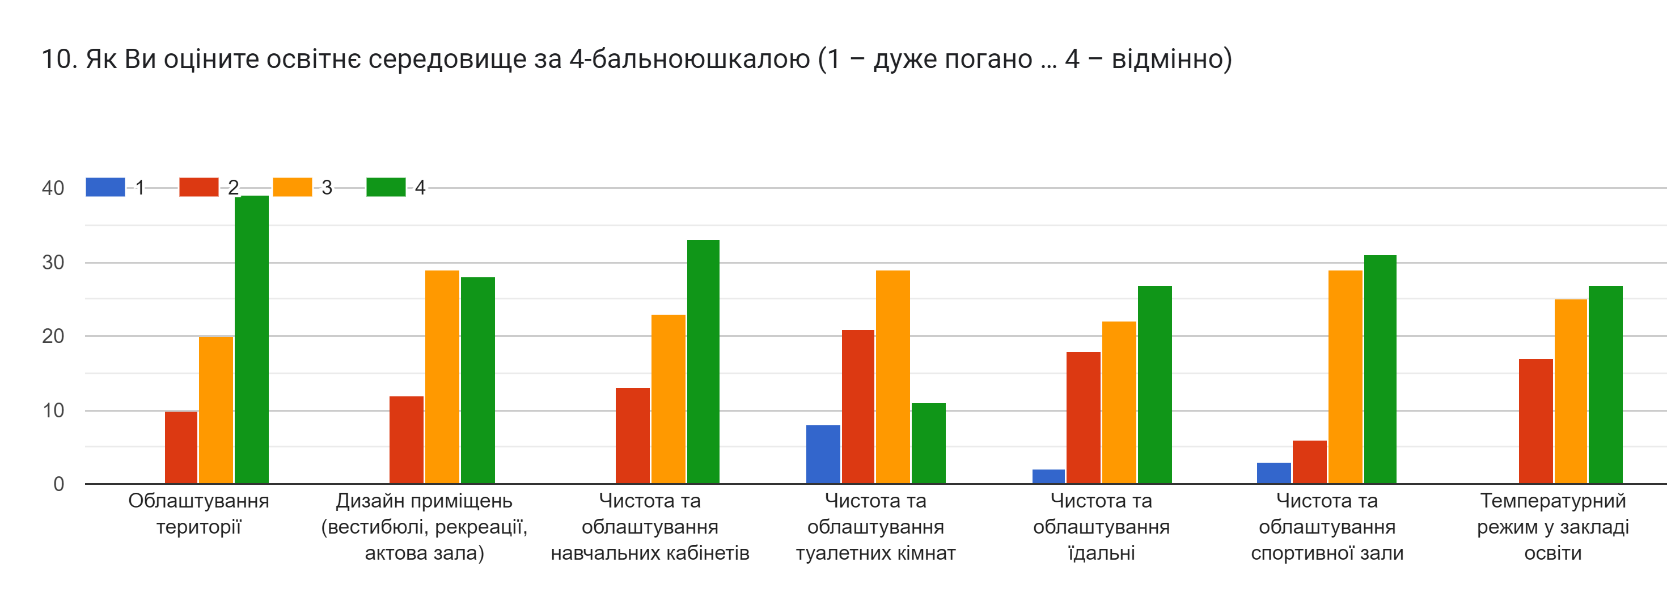 10. Як Ви оціните освітнє середовище за 4-бальноюшкалою (1 – дуже погано ... 4 – відмінно)
40
1
2
3
4
30
20
10
0
Облаштування
території
Дизайн приміщень
(вестибюлі, рекреації,
актова зала)
Чистота та
облаштування
навчальних кабінетів
Чистота та
облаштування
туалетних кімнат
Чистота та
облаштування
їдальні
Чистота та
облаштування
спортивної зали
Температурний
режим у закладі
освіти